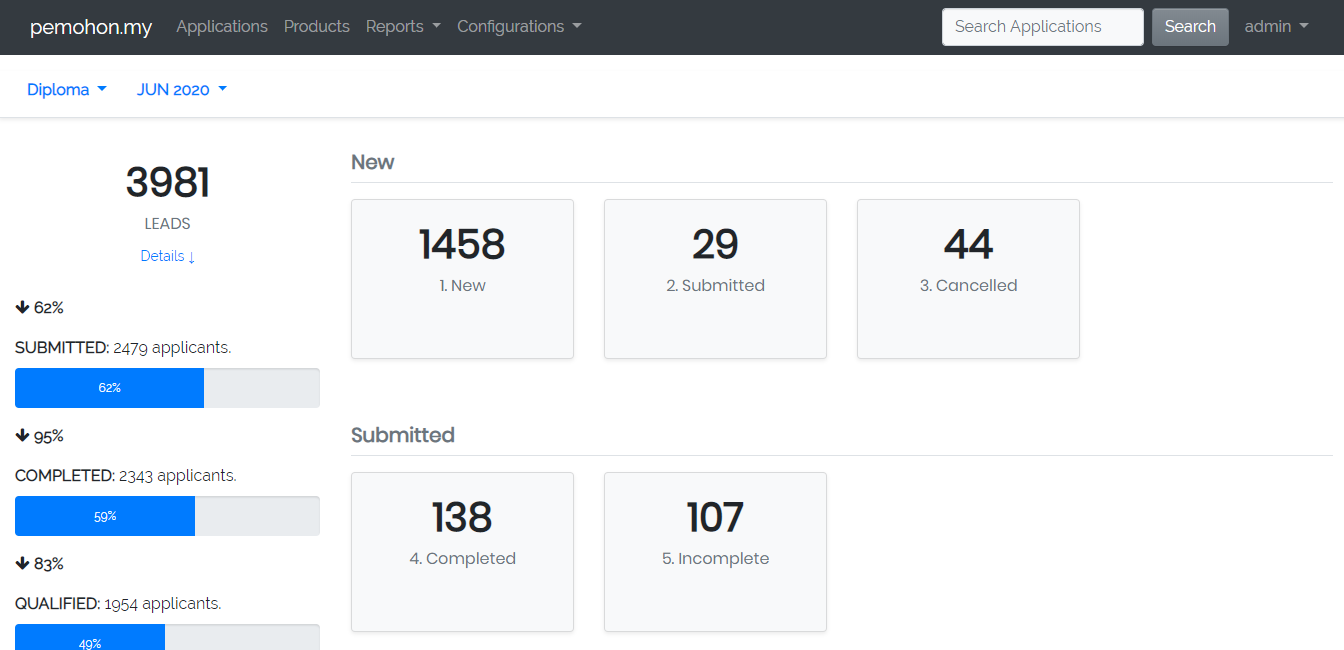 pemohon.my Applications Products Reports Configurations Search Applications Search admin
Diploma JUN 2020
3981
LEADS
Details ↓
62%
SUBMITTED: 2479 applicants.
62%
95%
COMPLETED: 2343 applicants.
59%
83%
QUALIFIED: 1954 applicants.
49%
New
1458
1. New
29
2. Submitted
44
3. Cancelled
Submitted
138
4. Completed
107
5. Incomplete